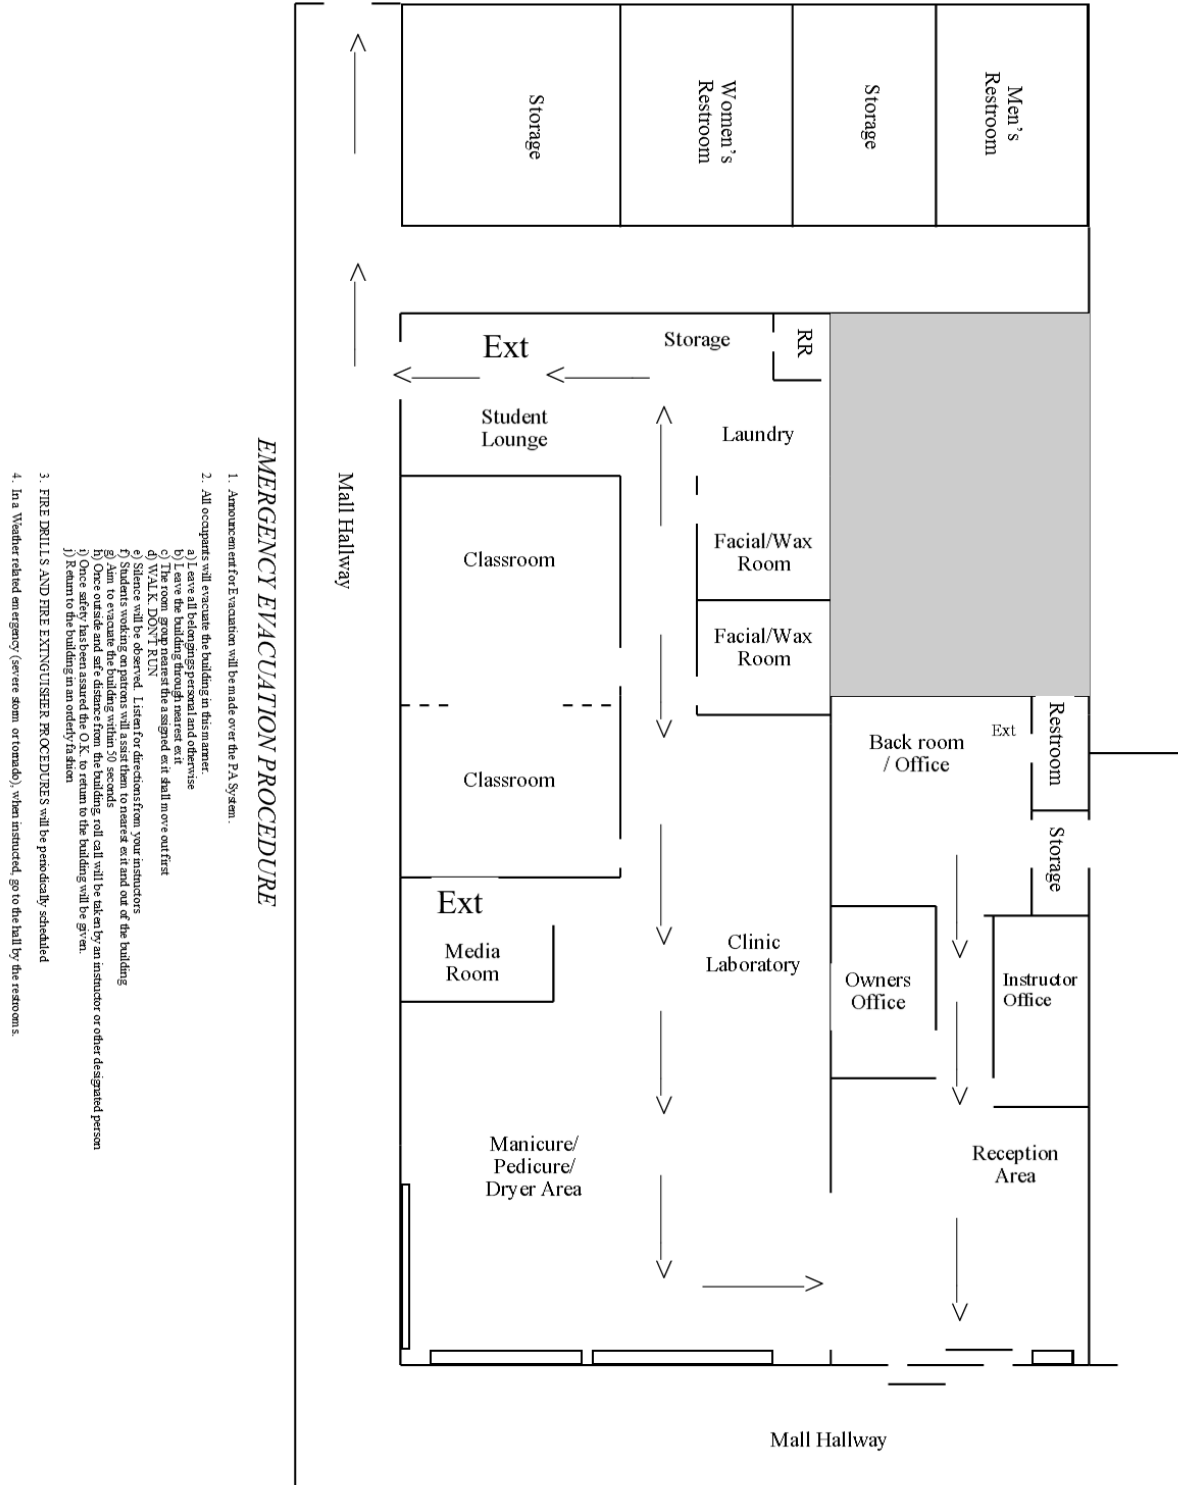 Storage
Women's
Restroom
Storage
Men's
Restroom
Ext
Storage
RR
Student
Lounge
Laundry
Mall Hallway
Classroom
Facial/Wax
Room
Facial/Wax
Room
Classroom
Back room
/ Office
Ext
Restroom
Storage
Ext
Media
Room
Clinic
Laboratory
Owners
Office
Instructor
Office
Manicure/
Pedicure/
Dryer Area
Reception
Area
Mall Hallway
EMERGENCY EVACUATION PROCEDURE
1. Announcement for Evacuation will be made over the PA System.
2. All occupants will evacuate the building in this manner.
a) Leave all belongings personal and otherwise
b) Leave the building through nearest exit
c) The room group nearest the assigned exit shall move out first
d) WALK. DON'T RUN
e) Silence will be observed. Listen for directions from your instructors
f) Students working on patrons will assist them to nearest exit and out of the building
g) Aim to evacuate the building within 50 seconds
h) Once outside and safe distance from the building, roll call will be taken by an instructor or other designated person
i) Once safety has been assured the O.K. to return to the building will be given.
j) Return to the building in an orderly fashion
3. FIRE DRILLS AND FIRE EXTINGUISHER PROCEDURES will be periodically scheduled
4. In a Weather related emergency (severe storm or tornado), when instructed, go to the hall by the restrooms.